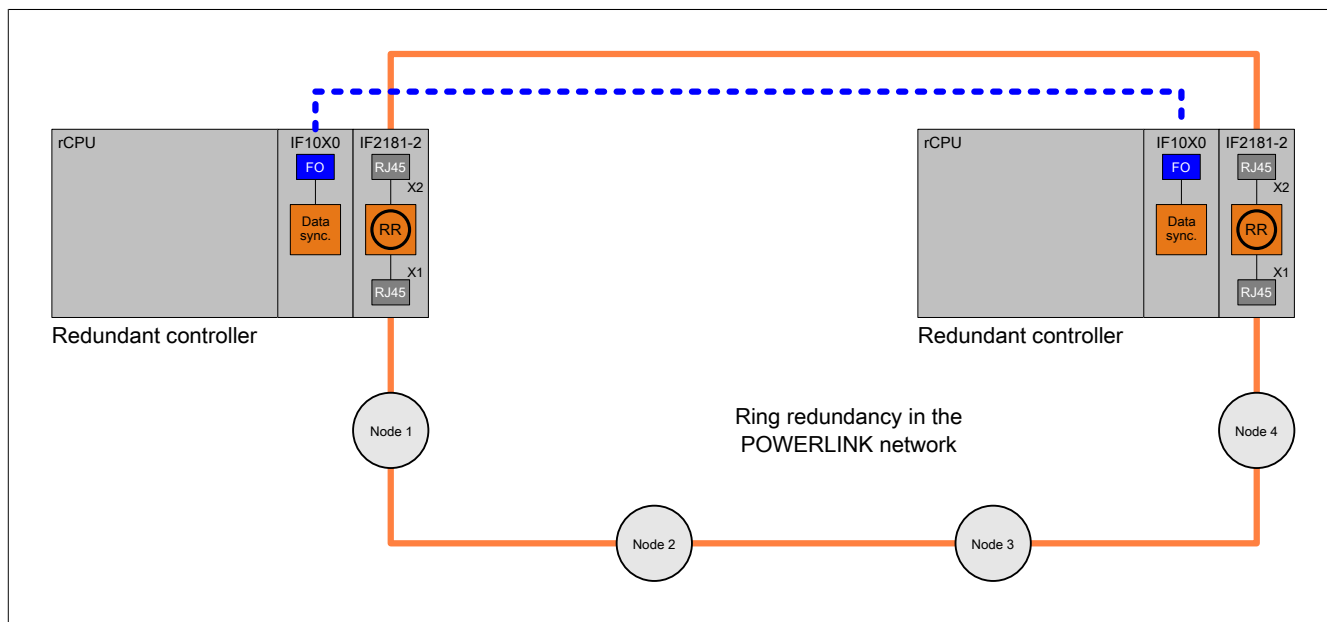 rCPU
IF10X0
IF2181-2
FO
RJ45
X2
Data
sync.
RR
X1
RJ45
Redundant controller
rCPU
IF10X0
IF2181-2
FO
RJ45
X2
Data
sync.
RR
X1
RJ45
Redundant controller
Node 1
Ring redundancy in the
POWERLINK network
Node 4
Node 2
Node 3